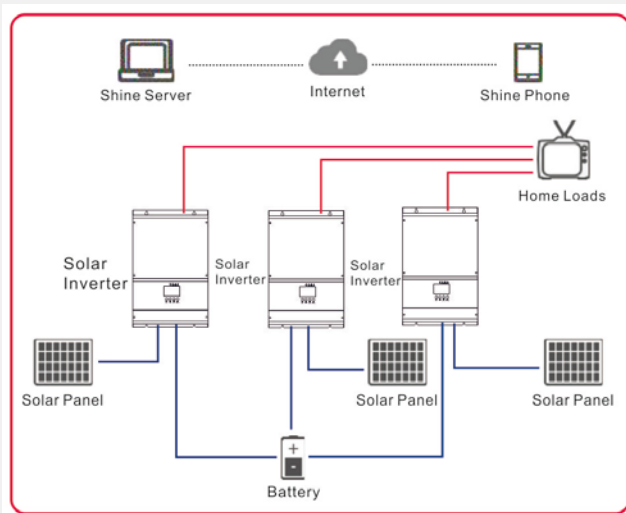 Shine Server
Internet
Shine Phone
Home Loads
Solar
Inverter
Solar
Inverter
Solar
Inverter
Solar Panel
Solar Panel
Solar Panel
+
-
Battery